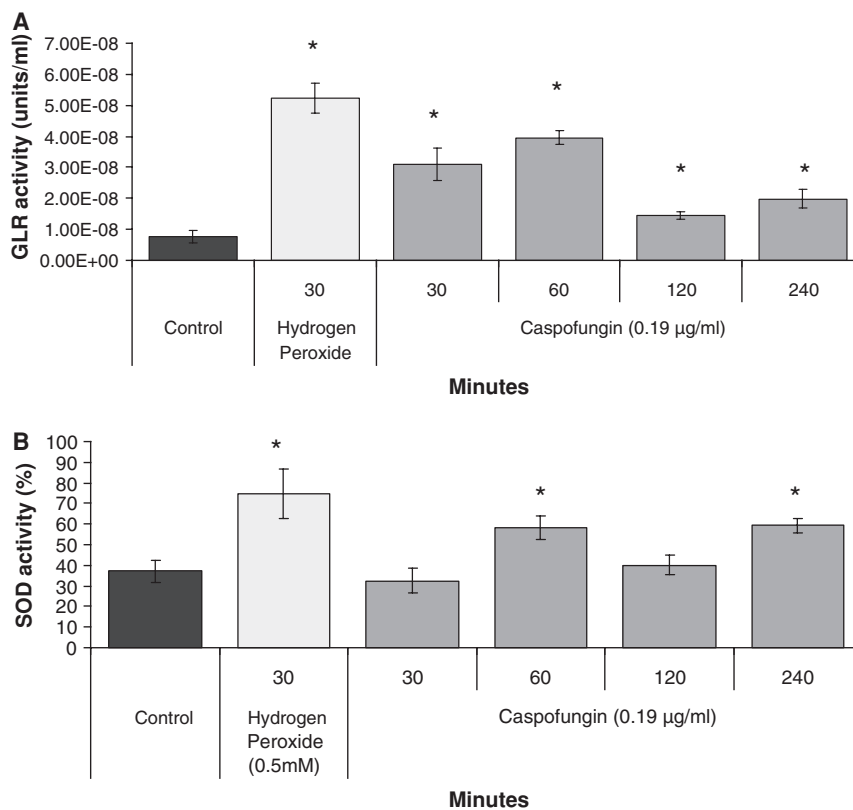 A
GLR activity (units/ml)
7.00E-08
6.00E-08
5.00E-08
4.00E-08
3.00E-08
2.00E-08
1.00E-08
0.00E+00
*
*
*
*
*
30 30 60 120 240
Control Hydrogen Peroxide Caspofungin (0.19 µg/ml)
Minutes
B
SOD activity (%)
100
90
80
70
60
50
40
30
20
10
0
*
*
*
30 30 60 120 240
Control Hydrogen Peroxide (0.5mM) Caspofungin (0.19 µg/ml)
Minutes